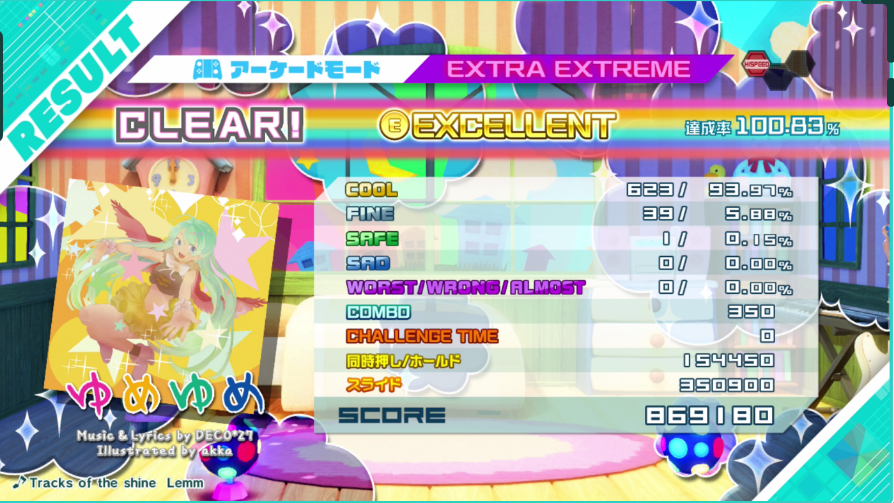 RESULT
アーケードモード EXTRA EXTREME HISPEED
CLEAR! EXCELLENT 達成率 100.83%
COOL 623/ 93.97%
FINE 39/ 5.88%
SAFE 1/ 0.15%
SAD 0/ 0.00%
WORST/WRONG/ALMOST 0/ 0.00%
COMBO 350
CHALLENGE TIME 0
同時押し/ホールド 154450
スライド 350900
SCORE 869180
ゆめゆめ
Music & Lyrics by DECO*27
Illustrated by akka
Tracks of the shine Lemm